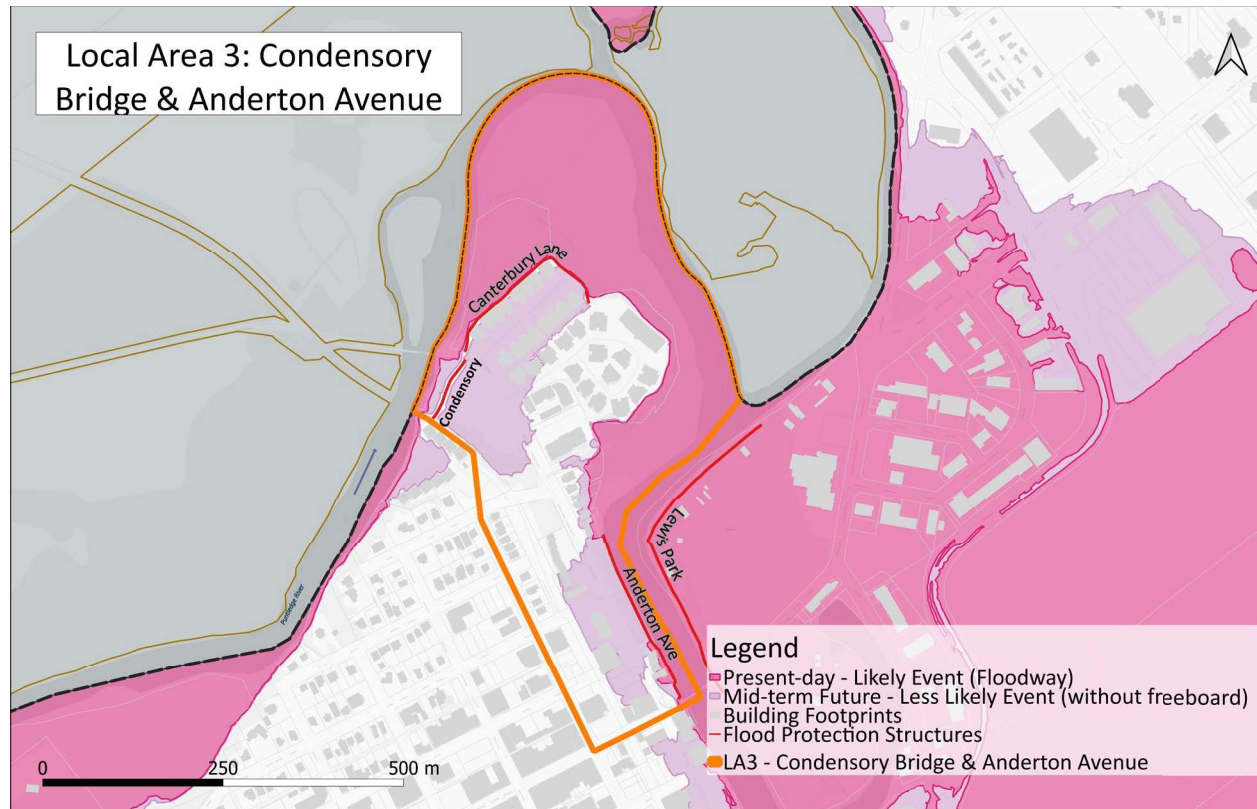 Local Area 3: Condensory
Bridge & Anderton Avenue
Canterbury Lane
Condensory
Lewis Park
Anderton Ave
Puntledge River
Legend
Present-day - Likely Event (Floodway)
Mid-term Future - Less Likely Event (without freeboard)
Building Footprints
Flood Protection Structures
LA3 - Condensory Bridge & Anderton Avenue
0 250 500 m